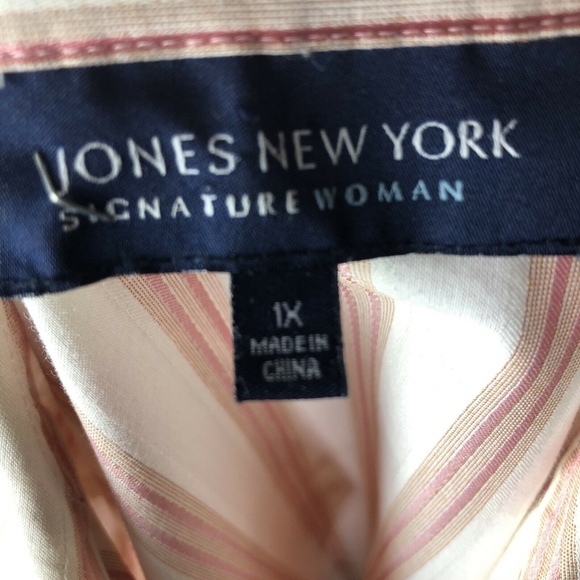 JONES NEW YORK
SIGNATURE WOMAN
1X
MADE IN
CHINA